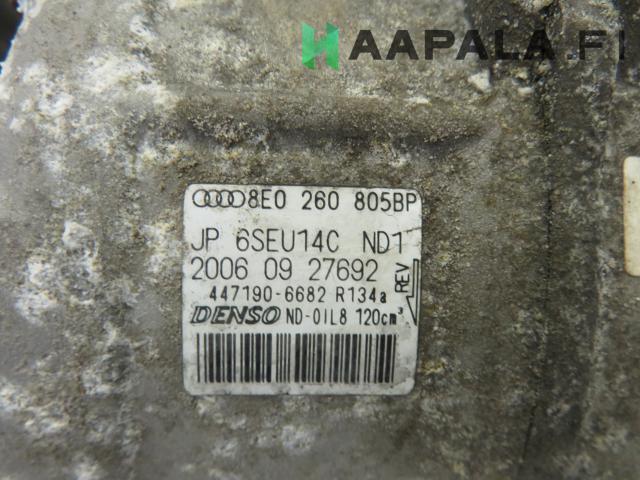 HAAPALA.FI
8E0 260 805BP
JP 6SEU14C ND1
2006 09 27692
REV
447190-6682 R134a
DENSO ND-OIL8 120cm³